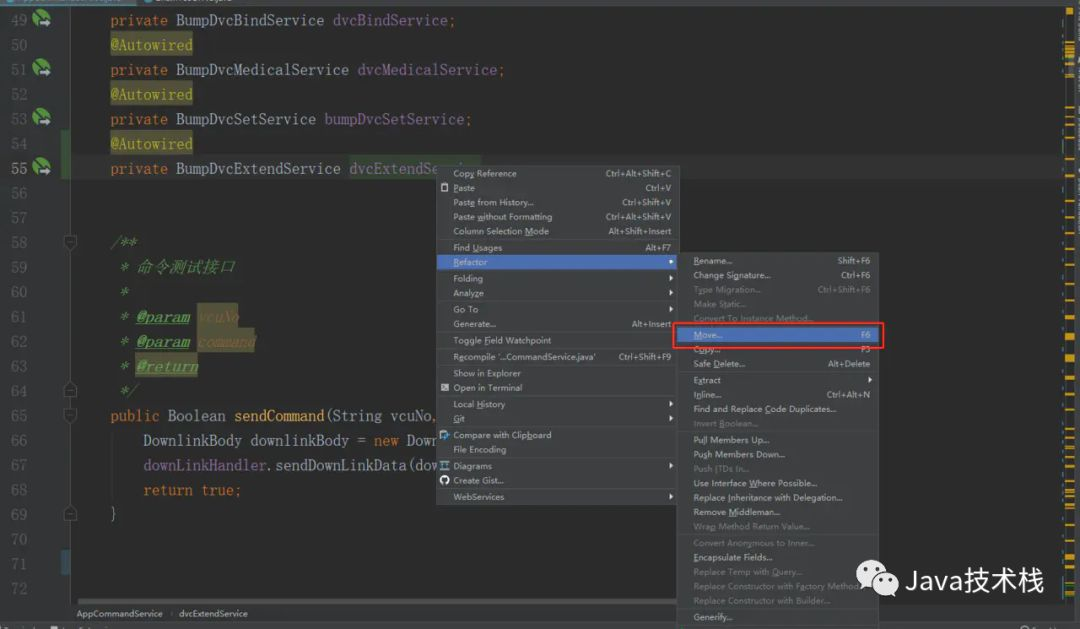 49 private BumpDvcBindService dvcBindService;
50 @Autowired
51 private BumpDvcMedicalService dvcMedicalService;
52 @Autowired
53 private BumpDvcSetService bumpDvcSetService;
54 @Autowired
55 private BumpDvcExtendService dvcExtendSe
56
57
58 /**
59 * 命令测试接口
60 *
61 * @param vcuNo
62 * @param command
63 * @return
64 */
65 public Boolean sendCommand(String vcuNo,
66 DownlinkBody downlinkBody = new Down
67 downLinkHandler.sendDownLinkData(dow
68 return true;
69 }
70
71
72
Copy Reference Ctrl+Alt+Shift+C
Paste Ctrl+V
Paste from History... Ctrl+Shift+V
Paste without Formatting Ctrl+Alt+Shift+V
Column Selection Mode Alt+Shift+Insert
Find Usages Alt+F7
Refactor
Folding
Analyze
Go To
Generate... Alt+Insert
Toggle Field Watchpoint
Recompile '...CommandService.java' Ctrl+Shift+F9
Show in Explorer
Open in Terminal
Local History
Git
Compare with Clipboard
File Encoding
Diagrams
Create Gist...
WebServices
Rename... Shift+F6
Change Signature... Ctrl+F6
Type Migration... Ctrl+Shift+F6
Make Static...
Convert To Instance Method...
Move... F6
Copy... F5
Safe Delete... Alt+Delete
Extract
Inline... Ctrl+Alt+N
Find and Replace Code Duplicates...
Invert Boolean...
Pull Members Up...
Push Members Down...
Push ITDs In...
Use Interface Where Possible...
Replace Inheritance with Delegation...
Remove Middleman...
Wrap Method Return Value...
Convert Anonymous to Inner...
Encapsulate Fields...
Replace Temp with Query...
Replace Constructor with Factory Method...
Replace Constructor with Builder...
Generify...
Java技术栈
AppCommandService › dvcExtendService